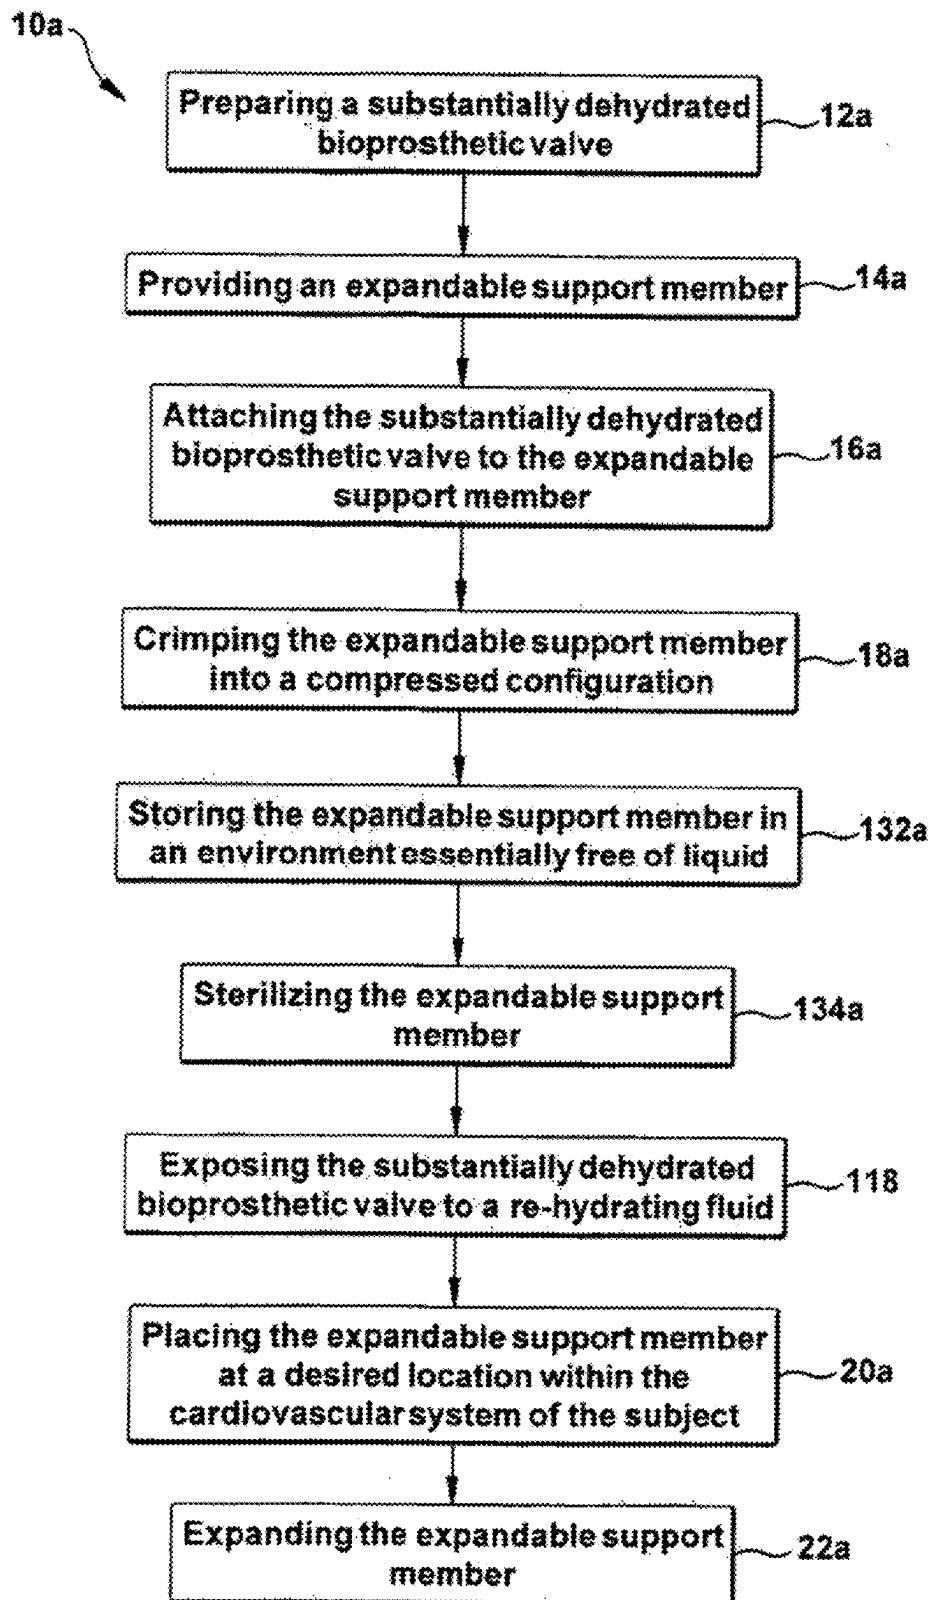 10a
Preparing a substantially dehydrated
bioprosthetic valve
12a
Providing an expandable support member
14a
Attaching the substantially dehydrated
bioprosthetic valve to the expandable
support member
16a
Crimping the expandable support member
into a compressed configuration
18a
Storing the expandable support member in
an environment essentially free of liquid
132a
Sterilizing the expandable support
member
134a
Exposing the substantially dehydrated
bioprosthetic valve to a re-hydrating fluid
118
Placing the expandable support member
at a desired location within the
cardiovascular system of the subject
20a
Expanding the expandable support
member
22a